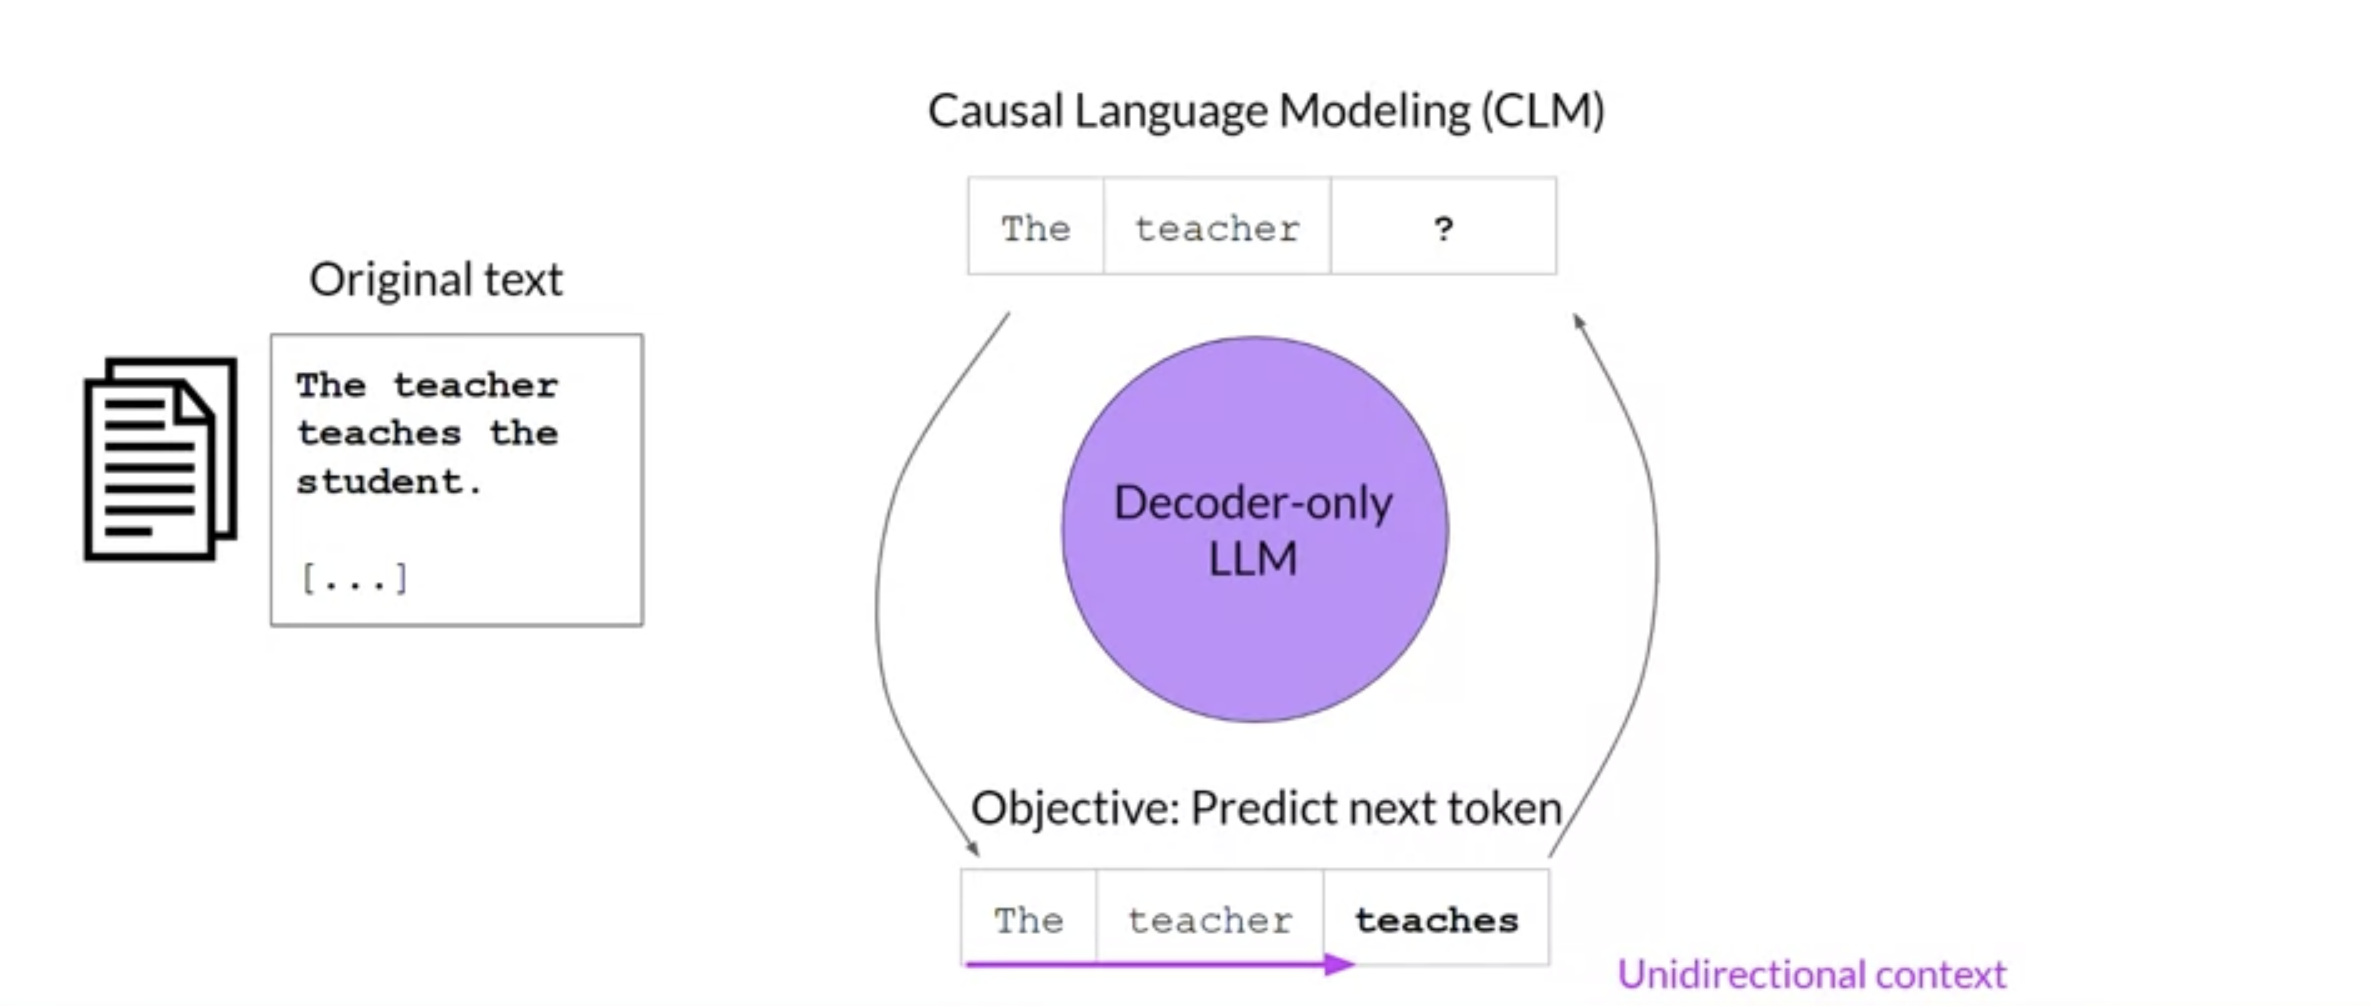 Causal Language Modeling (CLM)
The teacher ?
Original text
The teacher
teaches the
student.
[...]
Decoder-only
LLM
Objective: Predict next token
The teacher teaches
Unidirectional context